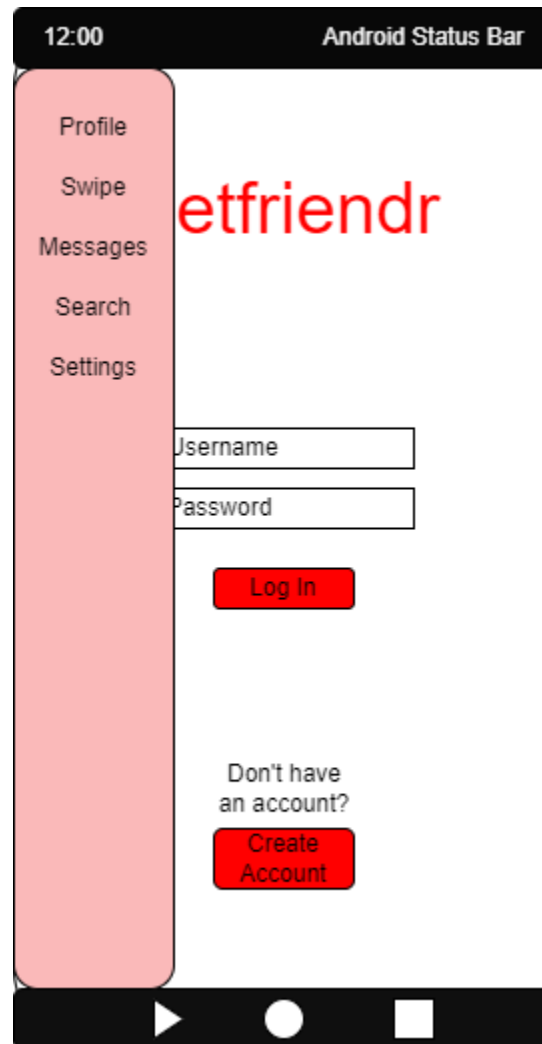 12:00 Android Status Bar
Profile
Swipe
etfriendr
Messages
Search
Settings
Username
Password
Log In
Don't have
an account?
Create
Account